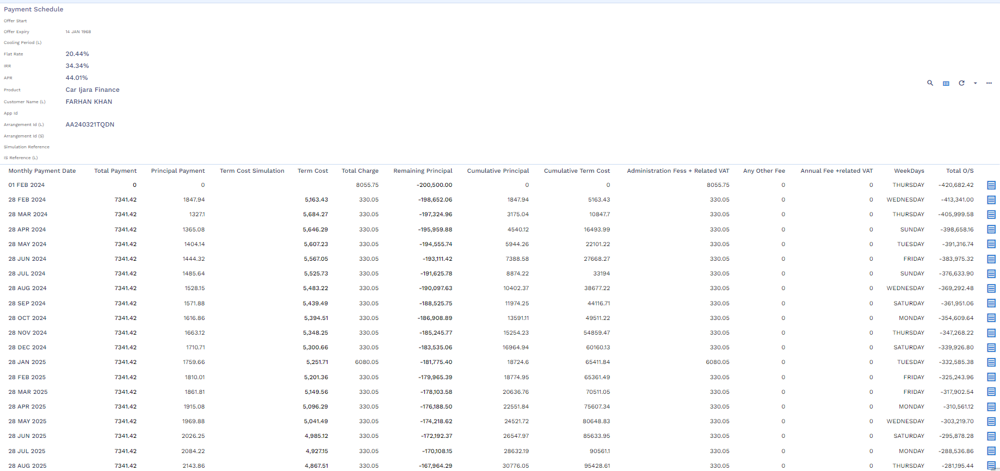 Payment Schedule
Offer Start
Offer Expiry 14 JAN 1968
Cooling Period (L)
Flat Rate 20.44%
IRR 34.34%
APR 44.01%
Product Car Ijara Finance
Customer Name (L) FARHAN KHAN
App Id
Arrangement Id (L) AA240321TQDN
Arrangement Id (S)
Simulation Reference
IS Reference (L)
Monthly Payment Date Total Payment Principal Payment Term Cost Simulation Term Cost Total Charge Remaining Principal Cumulative Principal Cumulative Term Cost Administration Fess + Related VAT Any Other Fee Annual Fee +related VAT WeekDays Total O/S
01 FEB 2024 0 0 8055.75 -200,500.00 0 0 8055.75 0 0 THURSDAY -420,682.42
28 FEB 2024 7341.42 1847.94 5,163.43 330.05 -198,652.06 1847.94 5163.43 330.05 0 0 WEDNESDAY -413,341.00
28 MAR 2024 7341.42 1327.1 5,684.27 330.05 -197,324.96 3175.04 10847.7 330.05 0 0 THURSDAY -405,999.58
28 APR 2024 7341.42 1365.08 5,646.29 330.05 -195,959.88 4540.12 16493.99 330.05 0 0 SUNDAY -398,658.16
28 MAY 2024 7341.42 1404.14 5,607.23 330.05 -194,555.74 5944.26 22101.22 330.05 0 0 TUESDAY -391,316.74
28 JUN 2024 7341.42 1444.32 5,567.05 330.05 -193,111.42 7388.58 27668.27 330.05 0 0 FRIDAY -383,975.32
28 JUL 2024 7341.42 1485.64 5,525.73 330.05 -191,625.78 8874.22 33194 330.05 0 0 SUNDAY -376,633.90
28 AUG 2024 7341.42 1528.15 5,483.22 330.05 -190,097.63 10402.37 38677.22 330.05 0 0 WEDNESDAY -369,292.48
28 SEP 2024 7341.42 1571.88 5,439.49 330.05 -188,525.75 11974.25 44116.71 330.05 0 0 SATURDAY -361,951.06
28 OCT 2024 7341.42 1616.86 5,394.51 330.05 -186,908.89 13591.11 49511.22 330.05 0 0 MONDAY -354,609.64
28 NOV 2024 7341.42 1663.12 5,348.25 330.05 -185,245.77 15254.23 54859.47 330.05 0 0 THURSDAY -347,268.22
28 DEC 2024 7341.42 1710.71 5,300.66 330.05 -183,535.06 16964.94 60160.13 330.05 0 0 SATURDAY -339,926.80
28 JAN 2025 7341.42 1759.66 5,251.71 6080.05 -181,775.40 18724.6 65411.84 6080.05 0 0 TUESDAY -332,585.38
28 FEB 2025 7341.42 1810.01 5,201.36 330.05 -179,965.39 18774.95 65361.49 330.05 0 0 FRIDAY -325,243.96
28 MAR 2025 7341.42 1861.81 5,149.56 330.05 -178,103.58 20636.76 70511.05 330.05 0 0 FRIDAY -317,902.54
28 APR 2025 7341.42 1915.08 5,096.29 330.05 -176,188.50 22551.84 75607.34 330.05 0 0 MONDAY -310,561.12
28 MAY 2025 7341.42 1969.88 5,041.49 330.05 -174,218.62 24521.72 80648.83 330.05 0 0 WEDNESDAY -303,219.70
28 JUN 2025 7341.42 2026.25 4,985.12 330.05 -172,192.37 26547.97 85633.95 330.05 0 0 SATURDAY -295,878.28
28 JUL 2025 7341.42 2084.22 4,927.15 330.05 -170,108.15 28632.19 90561.1 330.05 0 0 MONDAY -288,536.86
28 AUG 2025 7341.42 2143.86 4,867.51 330.05 -167,964.29 30776.05 95428.61 330.05 0 0 THURSDAY -281,195.44